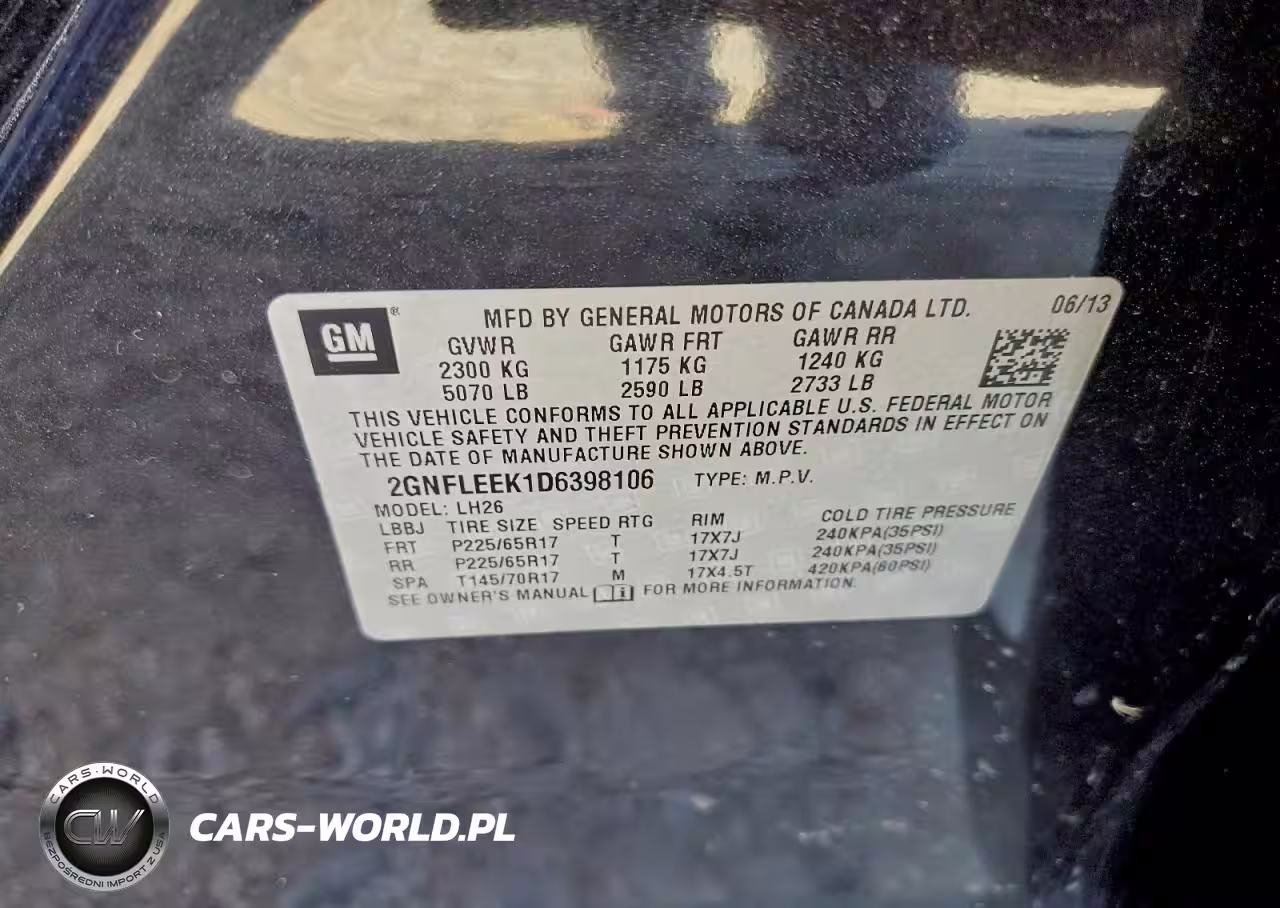 GM ®
MFD BY GENERAL MOTORS OF CANADA LTD. 06/13
GVWR GAWR FRT GAWR RR
2300 KG 1175 KG 1240 KG
5070 LB 2590 LB 2733 LB
THIS VEHICLE CONFORMS TO ALL APPLICABLE U.S. FEDERAL MOTOR
VEHICLE SAFETY AND THEFT PREVENTION STANDARDS IN EFFECT ON
THE DATE OF MANUFACTURE SHOWN ABOVE.
2GNFLEEK1D6398106 TYPE: M.P.V.
MODEL: LH26
LBBJ TIRE SIZE SPEED RTG RIM COLD TIRE PRESSURE
FRT P225/65R17 T 17X7J 240KPA(35PSI)
RR P225/65R17 T 17X7J 240KPA(35PSI)
SPA T145/70R17 M 17X4.5T 420KPA(60PSI)
SEE OWNER'S MANUAL FOR MORE INFORMATION.
CARS-WORLD
CW
BEZPOŚREDNI IMPORT Z USA
CARS-WORLD.PL